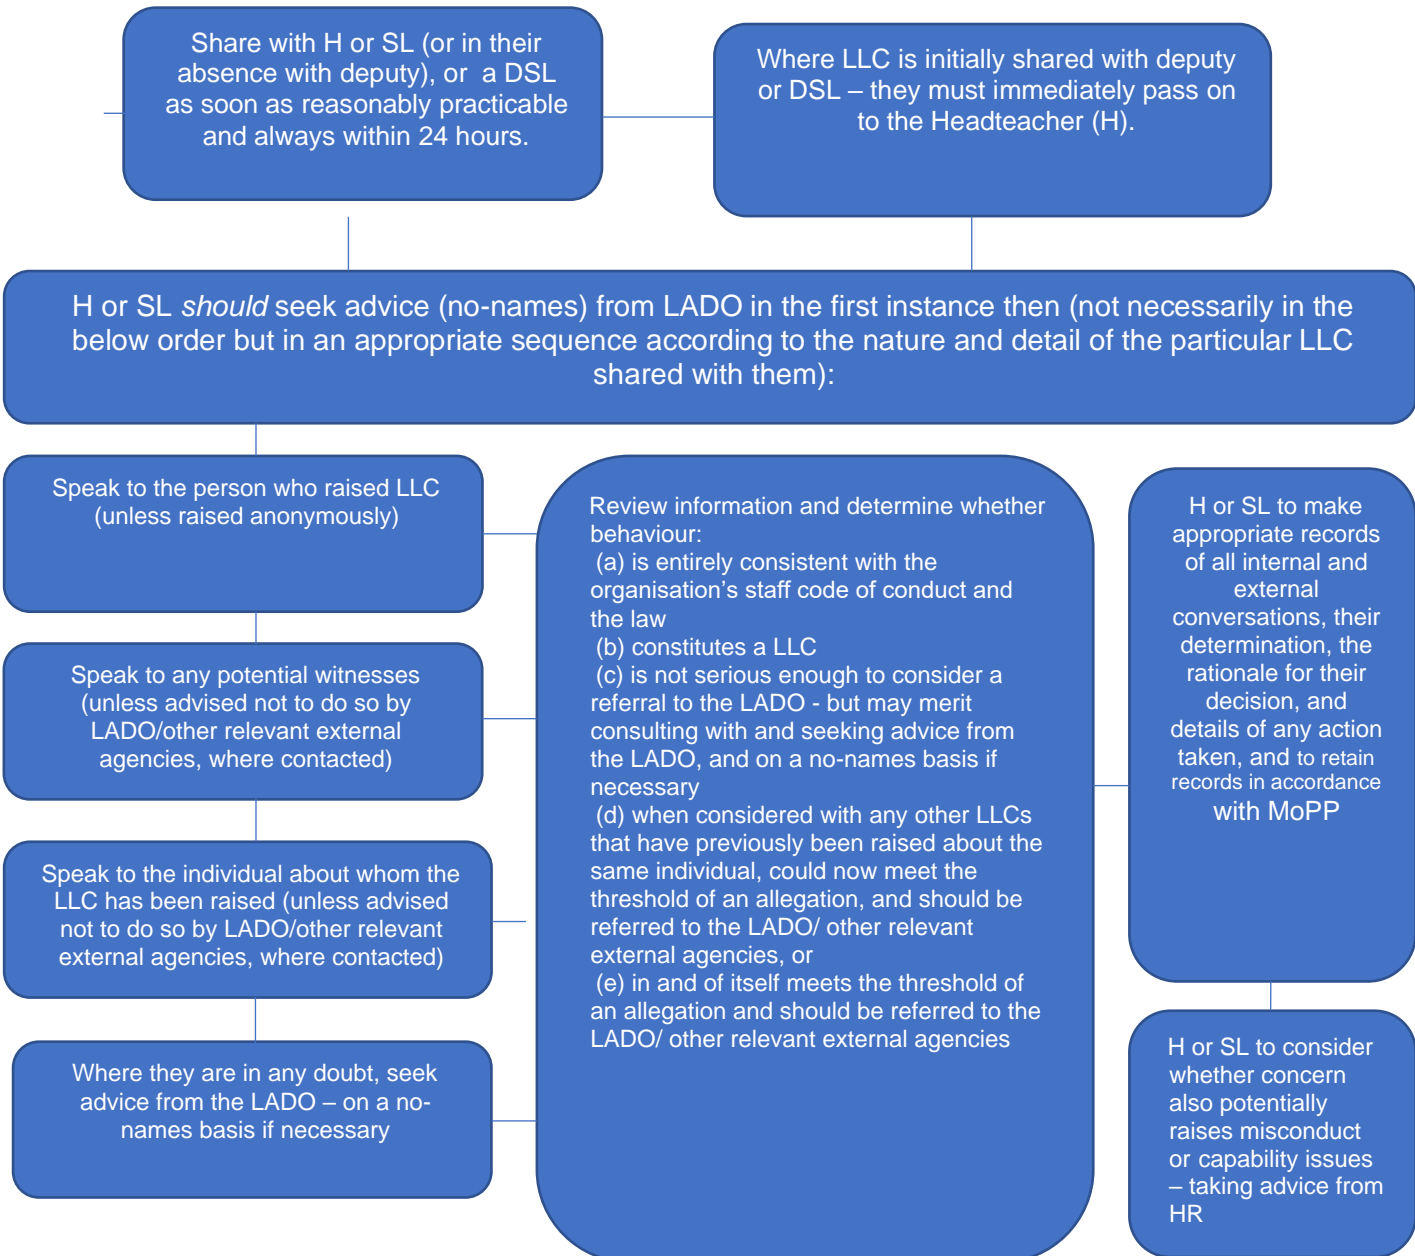 Share with H or SL (or in their
absence with deputy), or a DSL
as soon as reasonably practicable
and always within 24 hours.
Where LLC is initially shared with deputy
or DSL – they must immediately pass on
to the Headteacher (H).
H or SL should seek advice (no-names) from LADO in the first instance then (not necessarily in the
below order but in an appropriate sequence according to the nature and detail of the particular LLC
shared with them):
Speak to the person who raised LLC
(unless raised anonymously)
Speak to any potential witnesses
(unless advised not to do so by
LADO/other relevant external
agencies, where contacted)
Speak to the individual about whom the
LLC has been raised (unless advised
not to do so by LADO/other relevant
external agencies, where contacted)
Where they are in any doubt, seek
advice from the LADO – on a no-
names basis if necessary
Review information and determine whether
behaviour:
(a) is entirely consistent with the
organisation’s staff code of conduct and
the law
(b) constitutes a LLC
(c) is not serious enough to consider a
referral to the LADO - but may merit
consulting with and seeking advice from
the LADO, and on a no-names basis if
necessary
(d) when considered with any other LLCs
that have previously been raised about the
same individual, could now meet the
threshold of an allegation, and should be
referred to the LADO/ other relevant
external agencies, or
(e) in and of itself meets the threshold of
an allegation and should be referred to the
LADO/ other relevant external agencies
H or SL to make
appropriate records
of all internal and
external
conversations, their
determination, the
rationale for their
decision, and
details of any action
taken, and to retain
records in accordance
with MoPP
H or SL to consider
whether concern
also potentially
raises misconduct
or capability issues
– taking advice from
HR